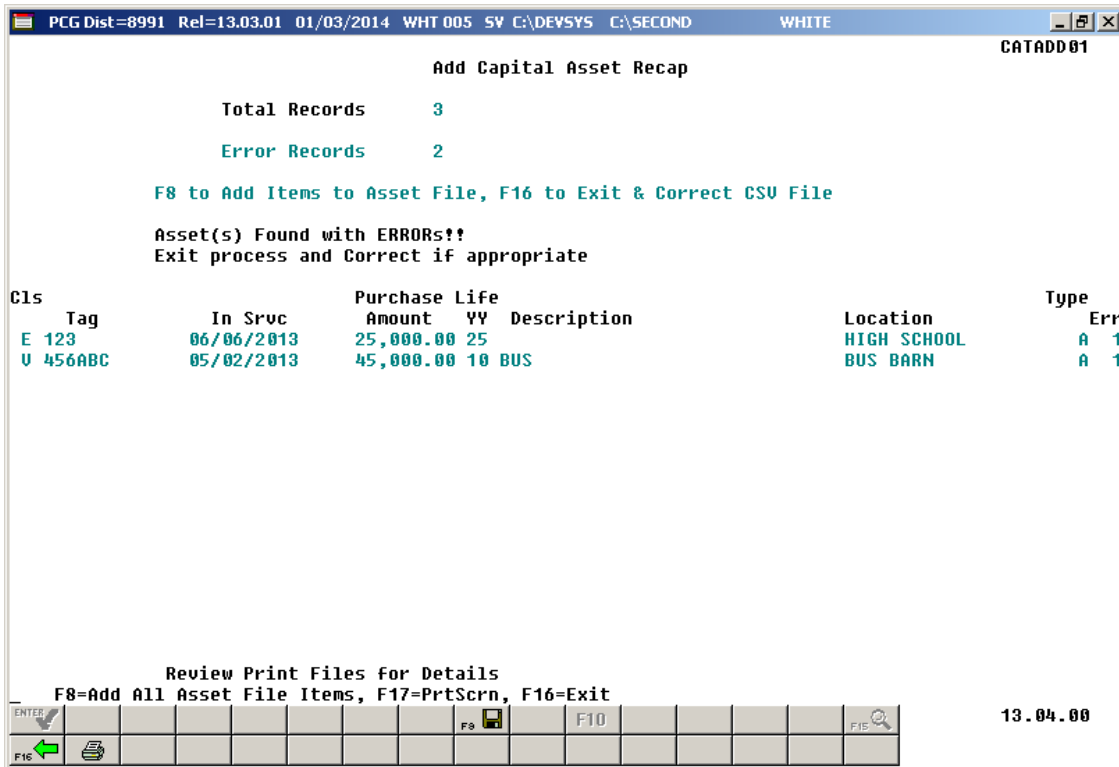 PCG Dist=8991 Rel=13.03.01 01/03/2014 WHT 005 SV C:\DEVSYS C:\SECOND WHITE
CATADD01
Add Capital Asset Recap
Total Records 3
Error Records 2
F8 to Add Items to Asset File, F16 to Exit & Correct CSV File
Asset(s) Found with ERRORs!!
Exit process and Correct if appropriate
Cls Purchase Life Type
Tag In Srvc Amount YY Description Location Err
E 123 06/06/2013 25,000.00 25 HIGH SCHOOL A 1
V 456ABC 05/02/2013 45,000.00 10 BUS BUS BARN A 1
Review Print Files for Details
F8=Add All Asset File Items, F17=PrtScrn, F16=Exit
ENTER F9 F10 F15 13.04.00
F16